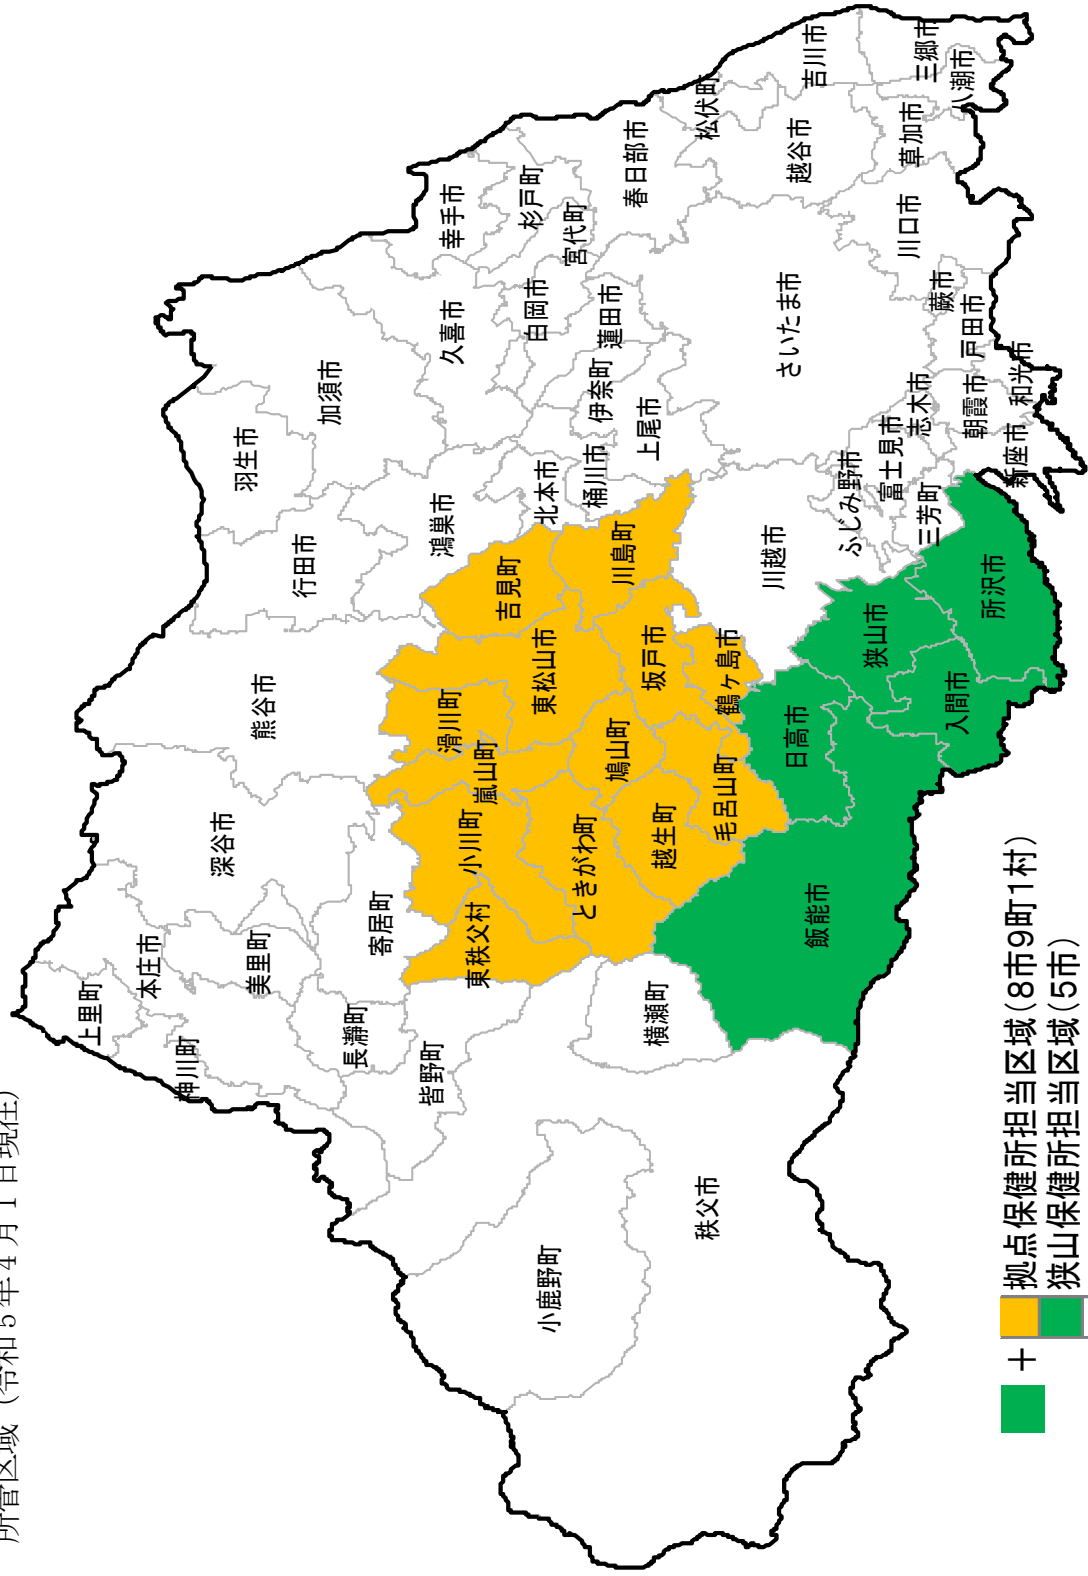 所管区域（令和５年４月１日現在）
上里町
本庄市
神川町
美里町
深谷市
熊谷市
行田市
羽生市
加須市
寄居町
長瀞町
皆野町
小鹿野町
秩父市
横瀬町
東秩父村
小川町
嵐山町
滑川町
ときがわ町
東松山市
吉見町
鳩山町
越生町
毛呂山町
坂戸市
鶴ヶ島市
川島町
鴻巣市
北本市
桶川市
上尾市
伊奈町
蓮田市
白岡市
久喜市
幸手市
杉戸町
宮代町
春日部市
松伏町
吉川市
越谷市
三郷市
八潮市
草加市
川口市
蕨市
戸田市
さいたま市
志木市
朝霞市
和光市
新座市
富士見市
ふじみ野市
三芳町
川越市
狭山市
所沢市
入間市
日高市
飯能市
＋ 拠点保健所担当区域（８市９町１村）
狭山保健所担当区域（５市）